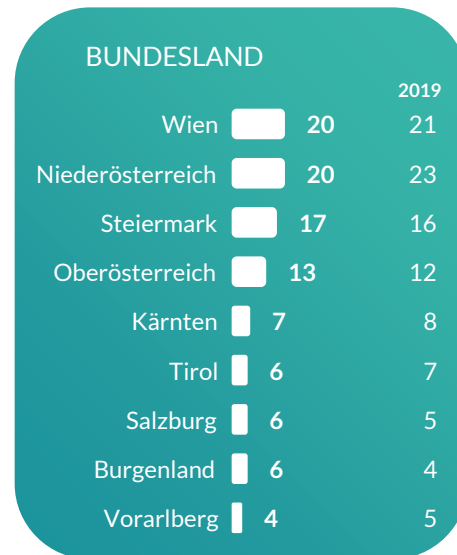 BUNDESLAND
2019
Wien 20 21
Niederösterreich 20 23
Steiermark 17 16
Oberösterreich 13 12
Kärnten 7 8
Tirol 6 7
Salzburg 6 5
Burgenland 6 4
Vorarlberg 4 5